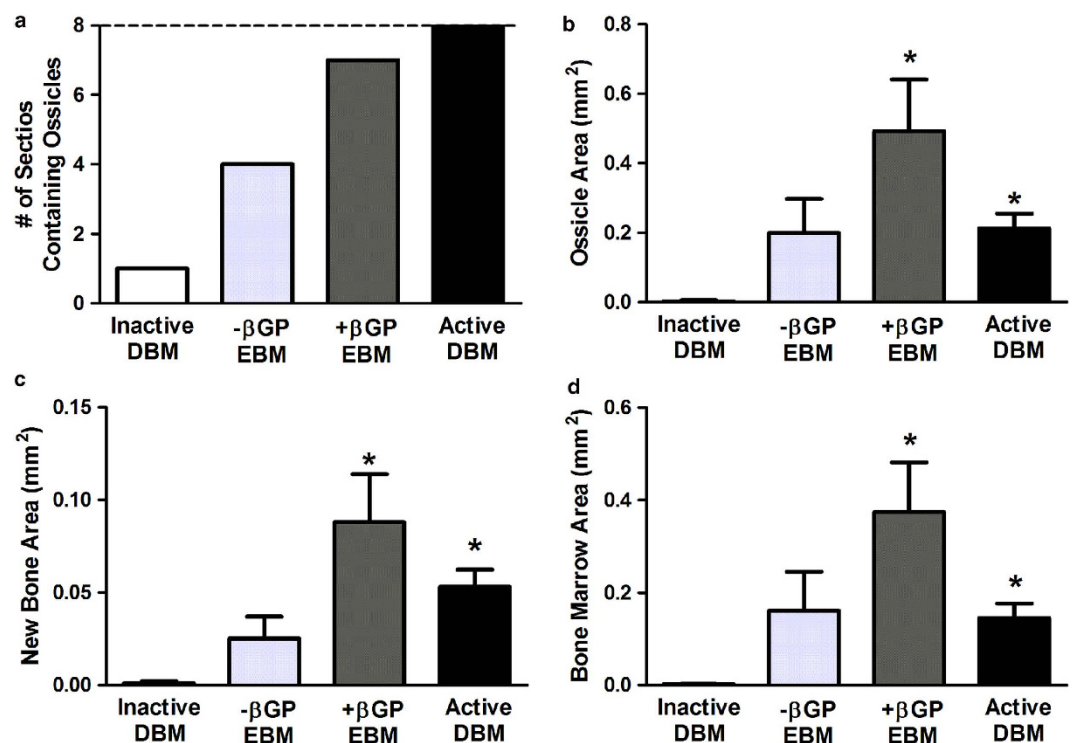 a
# of Sectios
Containing Ossicles
8
6
4
2
0
Inactive DBM
-βGP EBM
+βGP EBM
Active DBM
b
Ossicle Area (mm²)
0.8
0.6
0.4
0.2
0.0
*
*
Inactive DBM
-βGP EBM
+βGP EBM
Active DBM
c
New Bone Area (mm²)
0.15
0.10
0.05
0.00
*
*
Inactive DBM
-βGP EBM
+βGP EBM
Active DBM
d
Bone Marrow Area (mm²)
0.6
0.4
0.2
0.0
*
*
Inactive DBM
-βGP EBM
+βGP EBM
Active DBM